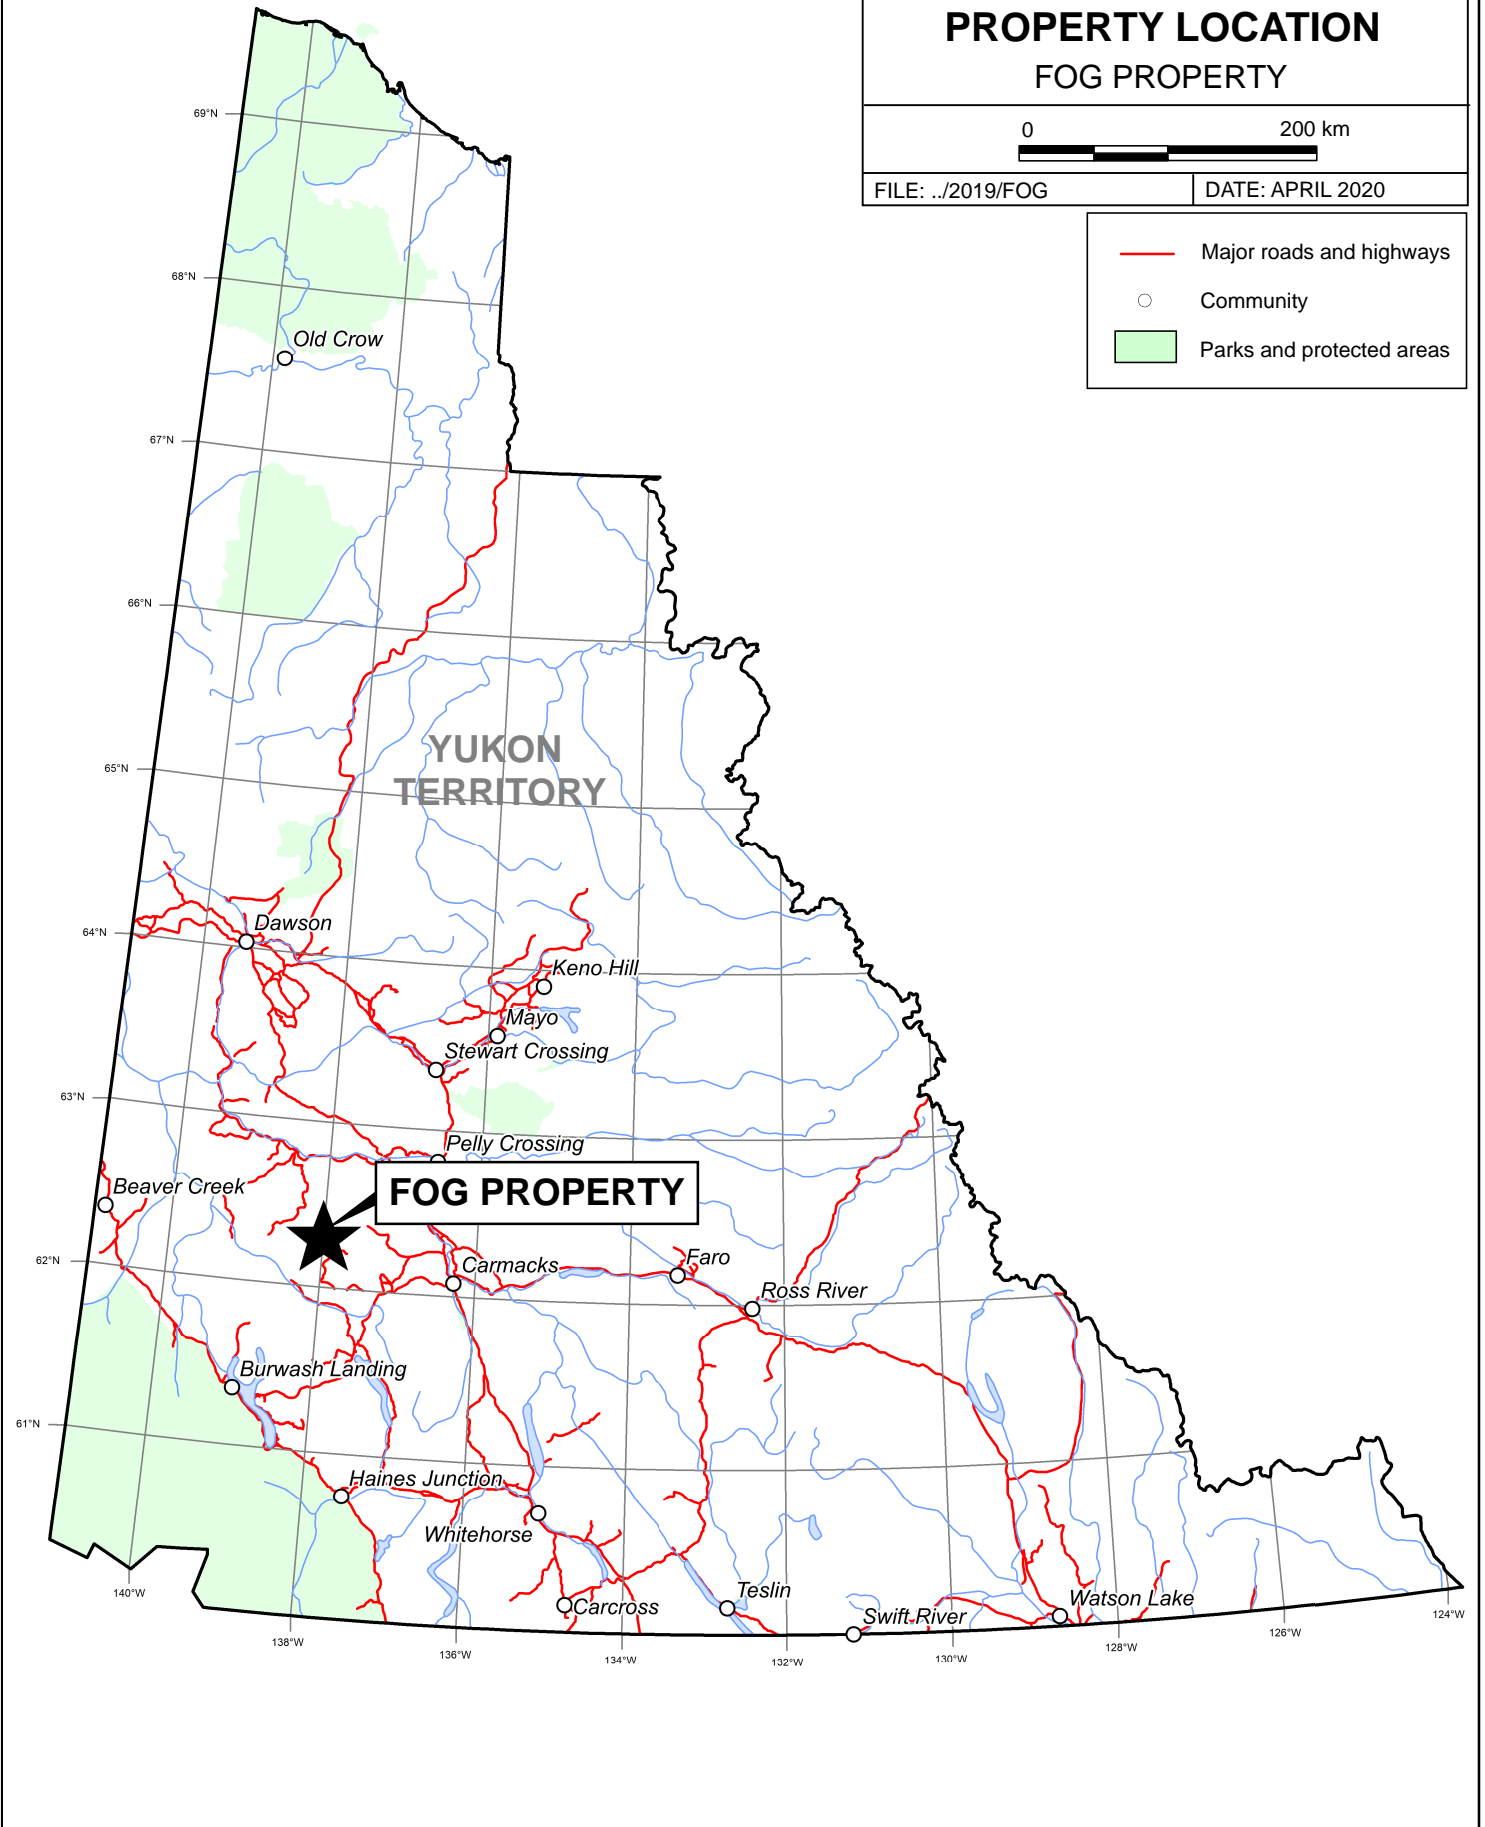 PROPERTY LOCATION
FOG PROPERTY
0 200 km
FILE: ../2019/FOG DATE: APRIL 2020
Major roads and highways
Community
Parks and protected areas
69°N
68°N
Old Crow
67°N
66°N
YUKON
TERRITORY
65°N
Dawson
64°N
Keno Hill
Mayo
Stewart Crossing
63°N
Pelly Crossing
Beaver Creek
FOG PROPERTY
62°N
Carmacks
Faro
Ross River
Burwash Landing
61°N
Haines Junction
Whitehorse
Teslin
Carcross
Watson Lake
Swift River
140°W
138°W
136°W
134°W
132°W
130°W
128°W
126°W
124°W